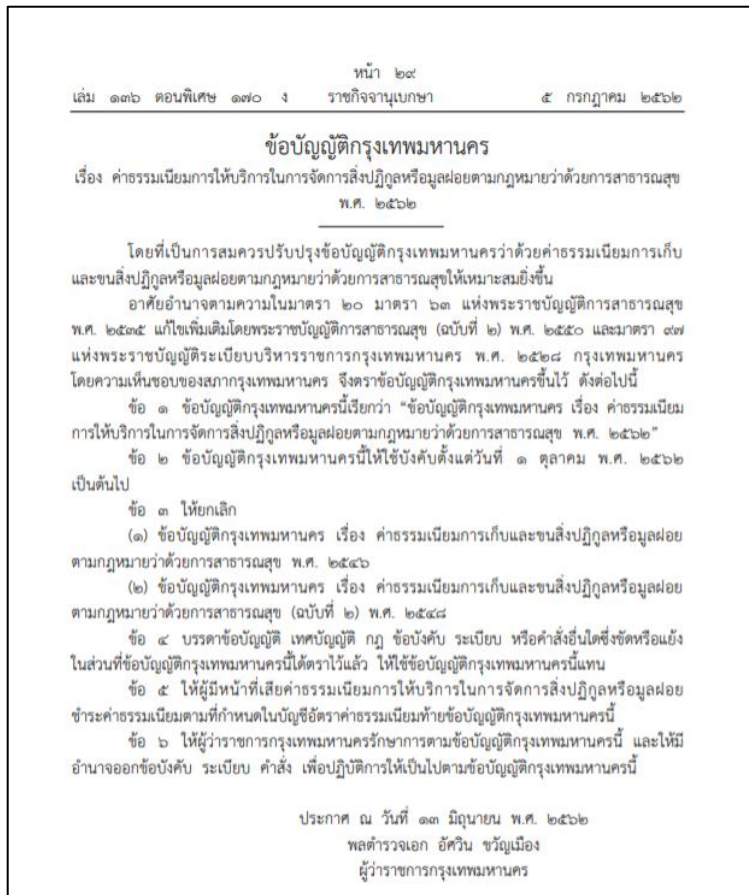 หน้า ๒๙
เล่ม ๑๓๖ ตอนพิเศษ ๑๗๐ ง ราชกิจจานุเบกษา ๕ กรกฎาคม ๒๕๖๒
ข้อบัญญัติกรุงเทพมหานคร
เรื่อง ค่าธรรมเนียมการให้บริการในการจัดการสิ่งปฏิกูลหรือมูลฝอยตามกฎหมายว่าด้วยการสาธารณสุข
พ.ศ. ๒๕๖๒
โดยที่เป็นการสมควรปรับปรุงข้อบัญญัติกรุงเทพมหานครว่าด้วยค่าธรรมเนียมการเก็บ
และขนสิ่งปฏิกูลหรือมูลฝอยตามกฎหมายว่าด้วยการสาธารณสุขให้เหมาะสมยิ่งขึ้น
อาศัยอำนาจตามความในมาตรา ๒๐ มาตรา ๖๓ แห่งพระราชบัญญัติการสาธารณสุข
พ.ศ. ๒๕๓๕ แก้ไขเพิ่มเติมโดยพระราชบัญญัติการสาธารณสุข (ฉบับที่ ๒) พ.ศ. ๒๕๕๐ และมาตรา ๙๗
แห่งพระราชบัญญัติระเบียบบริหารราชการกรุงเทพมหานคร พ.ศ. ๒๕๒๘ กรุงเทพมหานคร
โดยความเห็นชอบของสภากรุงเทพมหานคร จึงตราข้อบัญญัติกรุงเทพมหานครขึ้นไว้ ดังต่อไปนี้
ข้อ ๑ ข้อบัญญัติกรุงเทพมหานครนี้เรียกว่า “ข้อบัญญัติกรุงเทพมหานคร เรื่อง ค่าธรรมเนียม
การให้บริการในการจัดการสิ่งปฏิกูลหรือมูลฝอยตามกฎหมายว่าด้วยการสาธารณสุข พ.ศ. ๒๕๖๒”
ข้อ ๒ ข้อบัญญัติกรุงเทพมหานครนี้ให้ใช้บังคับตั้งแต่วันที่ ๑ ตุลาคม พ.ศ. ๒๕๖๒
เป็นต้นไป
ข้อ ๓ ให้ยกเลิก
(๑) ข้อบัญญัติกรุงเทพมหานคร เรื่อง ค่าธรรมเนียมการเก็บและขนสิ่งปฏิกูลหรือมูลฝอย
ตามกฎหมายว่าด้วยการสาธารณสุข พ.ศ. ๒๕๔๖
(๒) ข้อบัญญัติกรุงเทพมหานคร เรื่อง ค่าธรรมเนียมการเก็บและขนสิ่งปฏิกูลหรือมูลฝอย
ตามกฎหมายว่าด้วยการสาธารณสุข (ฉบับที่ ๒) พ.ศ. ๒๕๔๘
ข้อ ๔ บรรดาข้อบัญญัติ เทศบัญญัติ กฎ ข้อบังคับ ระเบียบ หรือคำสั่งอื่นใดซึ่งขัดหรือแย้ง
ในส่วนที่ข้อบัญญัติกรุงเทพมหานครนี้ได้ตราไว้แล้ว ให้ใช้ข้อบัญญัติกรุงเทพมหานครนี้แทน
ข้อ ๕ ให้ผู้มีหน้าที่เสียค่าธรรมเนียมการให้บริการในการจัดการสิ่งปฏิกูลหรือมูลฝอย
ชำระค่าธรรมเนียมตามที่กำหนดในบัญชีอัตราค่าธรรมเนียมท้ายข้อบัญญัติกรุงเทพมหานครนี้
ข้อ ๖ ให้ผู้ว่าราชการกรุงเทพมหานครรักษาการตามข้อบัญญัติกรุงเทพมหานครนี้ และให้มี
อำนาจออกข้อบังคับ ระเบียบ คำสั่ง เพื่อปฏิบัติการให้เป็นไปตามข้อบัญญัติกรุงเทพมหานครนี้
ประกาศ ณ วันที่ ๑๓ มิถุนายน พ.ศ. ๒๕๖๒
พลตำรวจเอก อัศวิน ขวัญเมือง
ผู้ว่าราชการกรุงเทพมหานคร